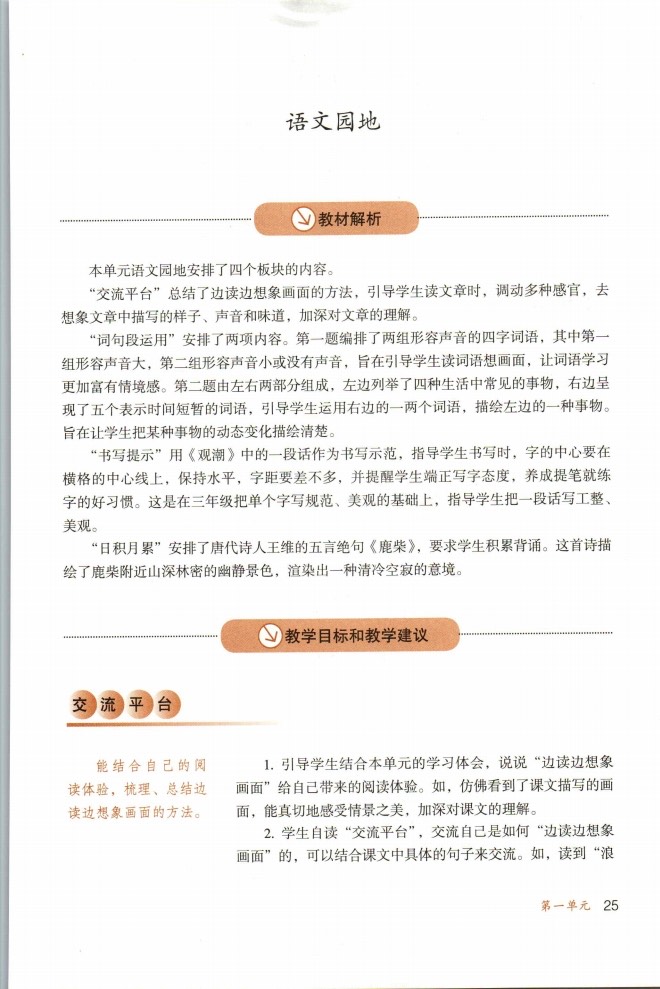 语文园地
教材解析
本单元语文园地安排了四个板块的内容。
“交流平台”总结了边读边想象画面的方法，引导学生读文章时，调动多种感官，去
想象文章中描写的样子、声音和味道，加深对文章的理解。
“词句段运用”安排了两项内容。第一题编排了两组形容声音的四字词语，其中第一
组形容声音大，第二组形容声音小或没有声音，旨在引导学生读词语想画面，让词语学习
更加富有情境感。第二题由左右两部分组成，左边列举了四种生活中常见的事物，右边呈
现了五个表示时间短暂的词语，引导学生运用右边的一两个词语，描绘左边的一种事物。
旨在让学生把某种事物的动态变化描绘清楚。
“书写提示”用《观潮》中的一段话作为书写示范，指导学生书写时，字的中心要在
横格的中心线上，保持水平，字距要差不多，并提醒学生端正写字态度，养成提笔就练
字的好习惯。这是在三年级把单个字写规范、美观的基础上，指导学生把一段话写工整、
美观。
“日积月累”安排了唐代诗人王维的五言绝句《鹿柴》，要求学生积累背诵。这首诗描
绘了鹿柴附近山深林密的幽静景色，渲染出一种清冷空寂的意境。
教学目标和教学建议
交流平台
能结合自己的阅
读体验，梳理、总结边
读边想象画面的方法。
1. 引导学生结合本单元的学习体会，说说“边读边想象
画面”给自己带来的阅读体验。如，仿佛看到了课文描写的画
面，能真切地感受情景之美，加深对课文的理解。
2. 学生自读“交流平台”，交流自己是如何“边读边想象
画面”的，可以结合课文中具体的句子来交流。如，读到“浪
第一单元 25